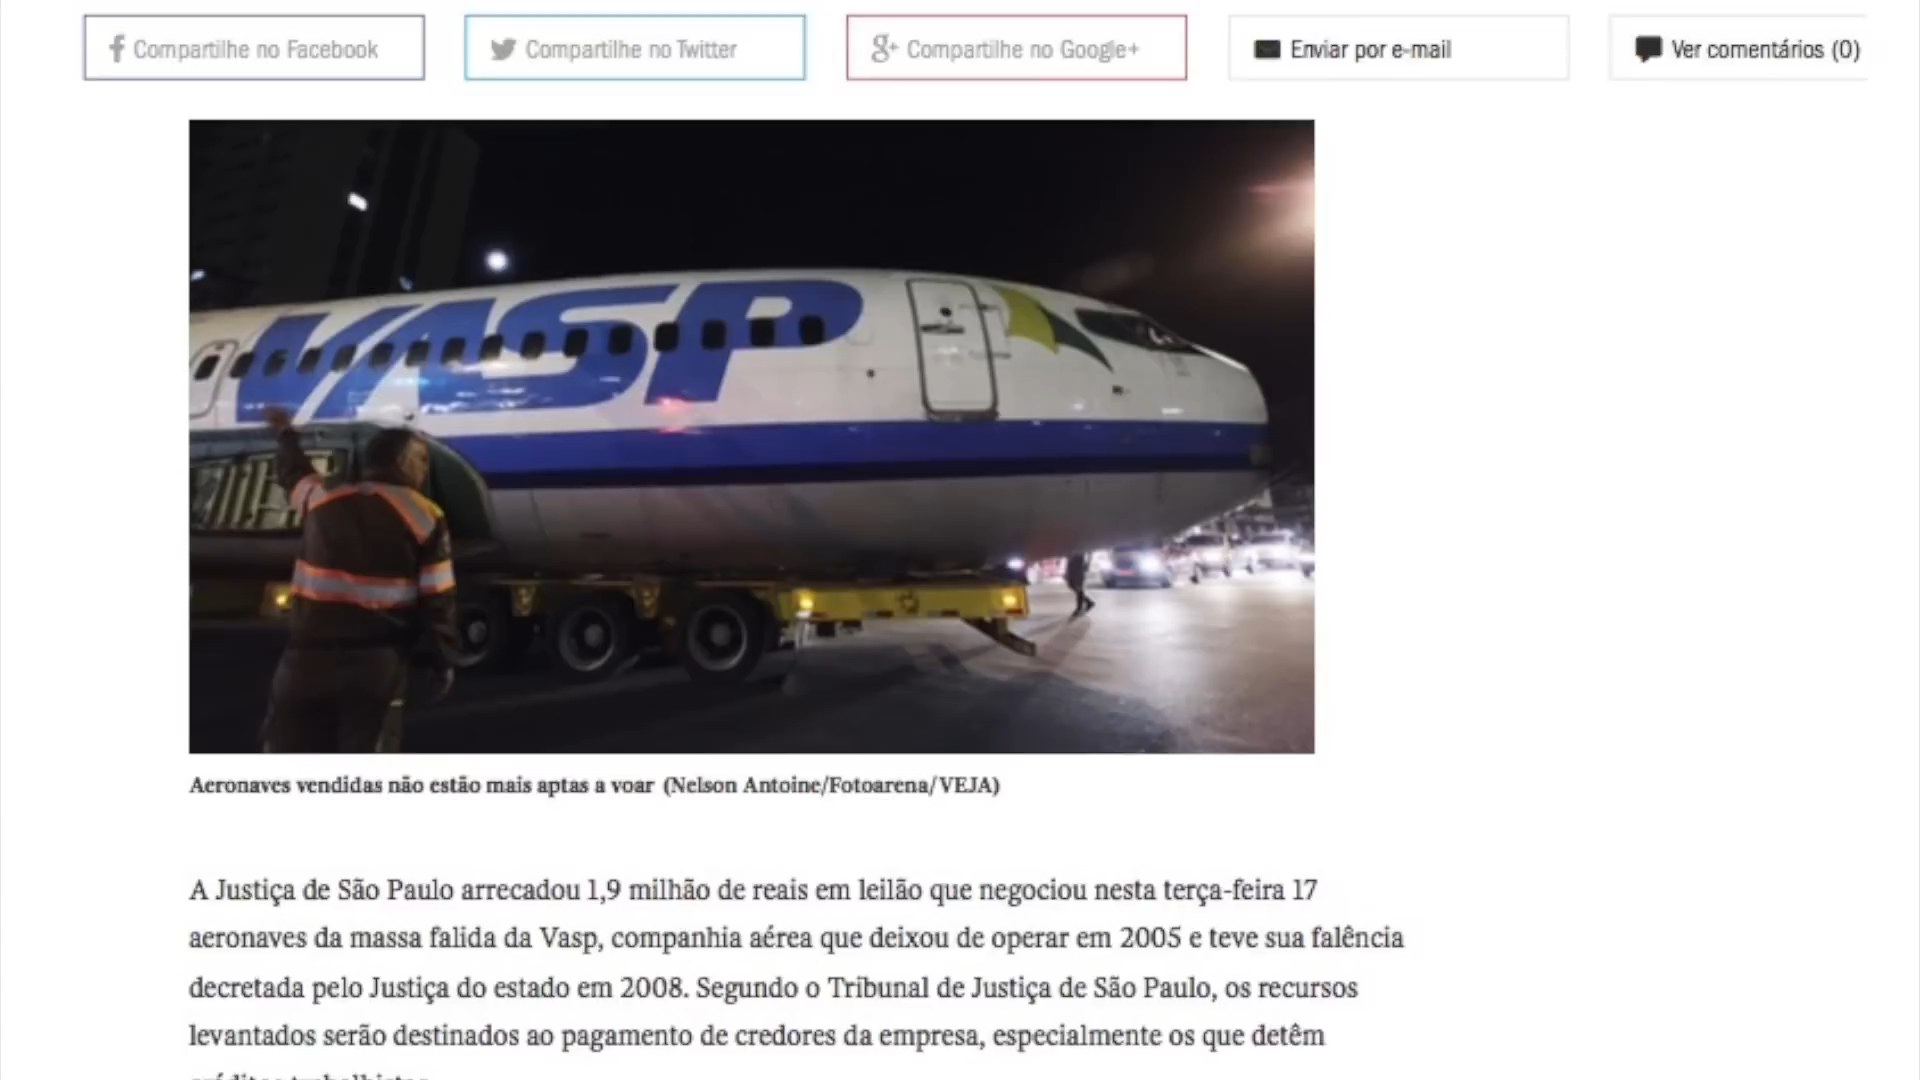 Compartilhe no Facebook
Compartilhe no Twitter
Compartilhe no Google+
Enviar por e-mail
Ver comentários (0)
VASP
Aeronaves vendidas não estão mais aptas a voar (Nelson Antoine/Fotoarena/VEJA)
A Justiça de São Paulo arrecadou 1,9 milhão de reais em leilão que negociou nesta terça-feira 17
aeronaves da massa falida da Vasp, companhia aérea que deixou de operar em 2005 e teve sua falência
decretada pelo Justiça do estado em 2008. Segundo o Tribunal de Justiça de São Paulo, os recursos
levantados serão destinados ao pagamento de credores da empresa, especialmente os que detêm